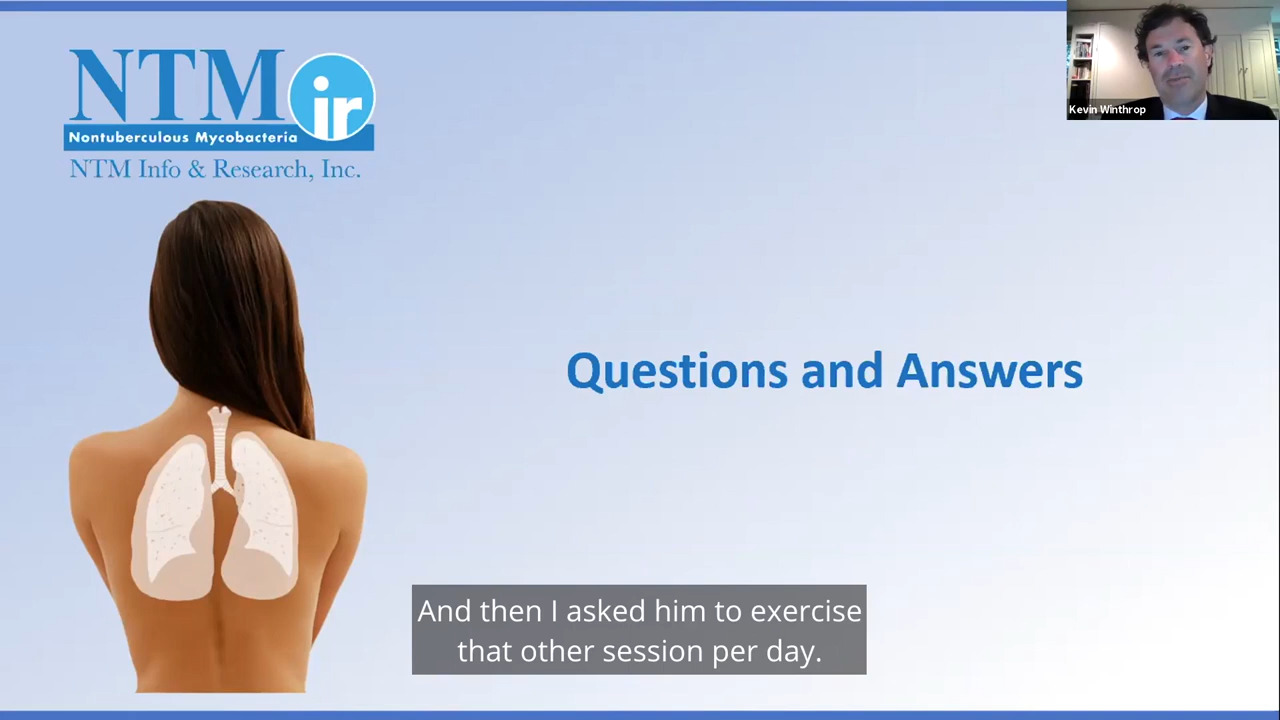 NTM
ir
Nontuberculous Mycobacteria
NTM Info & Research, Inc.
Kevin Winthrop
Questions and Answers
And then I asked him to exercise
that other session per day.